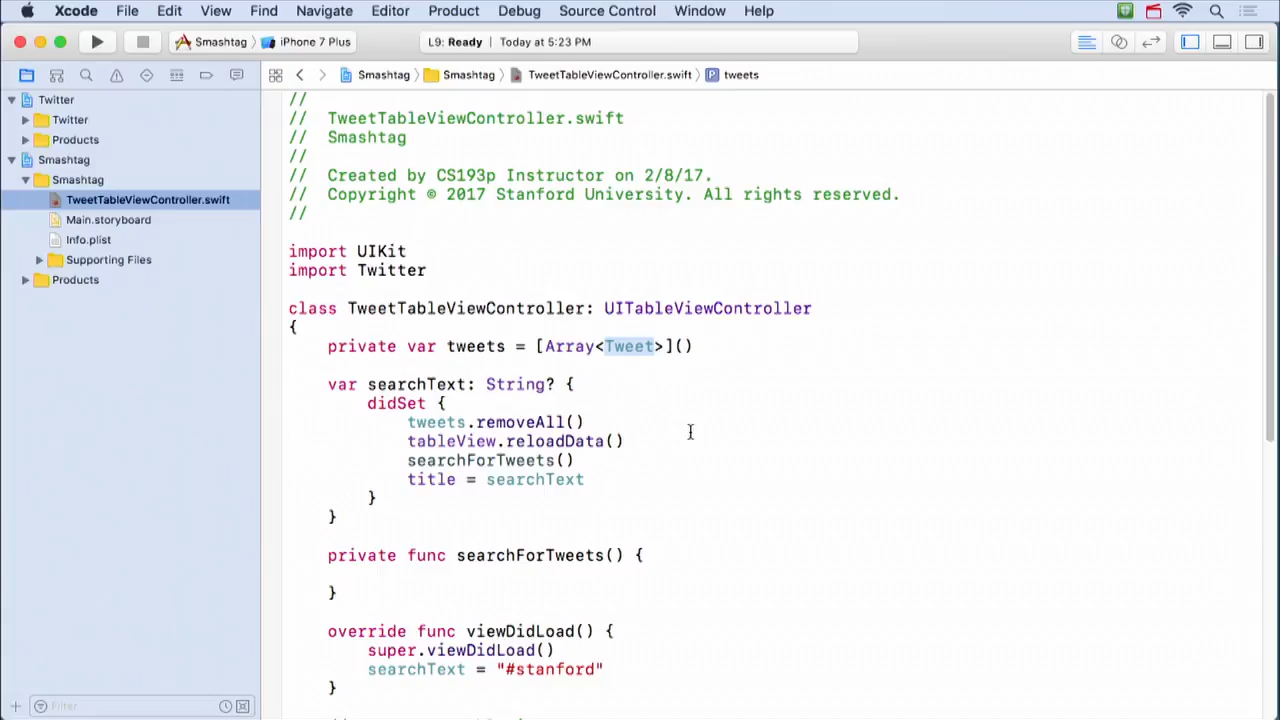 Xcode File Edit View Find Navigate Editor Product Debug Source Control Window Help
Smashtag iPhone 7 Plus L9: Ready Today at 5:23 PM
Smashtag Smashtag TweetTableViewController.swift P tweets
Twitter
Twitter
Products
Smashtag
Smashtag
TweetTableViewController.swift
Main.storyboard
Info.plist
Supporting Files
Products
Filter
//
// TweetTableViewController.swift
// Smashtag
//
// Created by CS193p Instructor on 2/8/17.
// Copyright © 2017 Stanford University. All rights reserved.
//
import UIKit
import Twitter
class TweetTableViewController: UITableViewController
{
private var tweets = [Array<Tweet>]()
var searchText: String? {
didSet {
tweets.removeAll()
tableView.reloadData()
searchForTweets()
title = searchText
}
}
private func searchForTweets() {
}
override func viewDidLoad() {
super.viewDidLoad()
searchText = "#stanford"
}